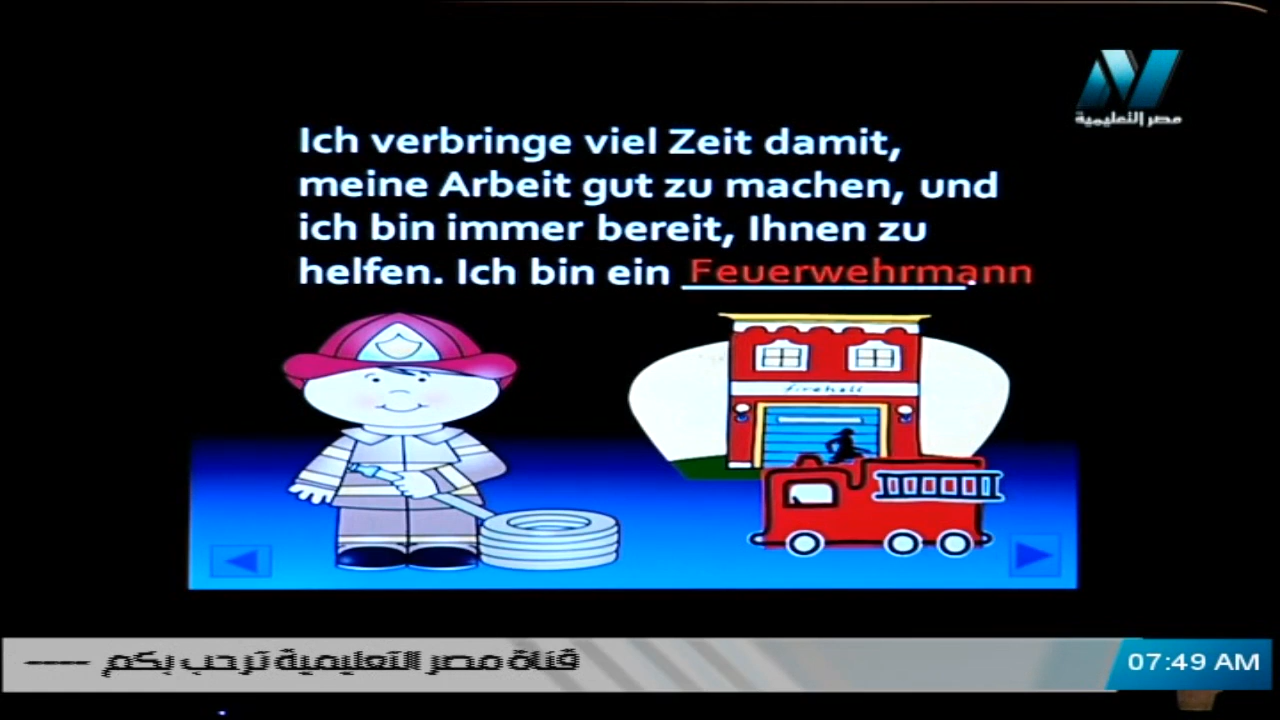 مصر التعليمية
Ich verbringe viel Zeit damit,
meine Arbeit gut zu machen, und
ich bin immer bereit, Ihnen zu
helfen. Ich bin ein Feuerwehrmann.
firehall
قناة مصر التعليمية ترحب بكم ----
07:49 AM